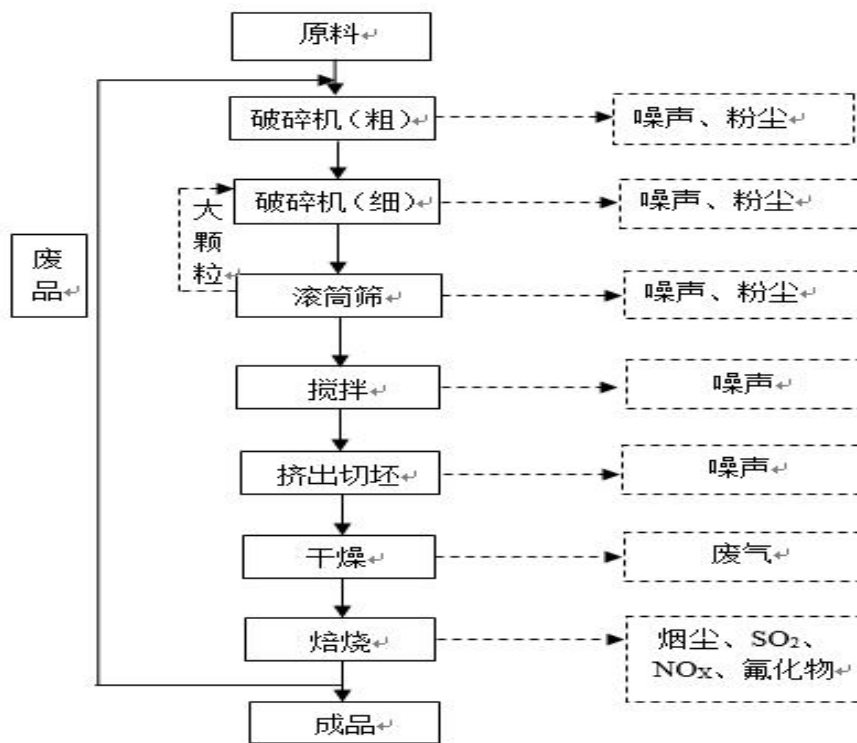 原料
破碎机（粗）
噪声、粉尘
破碎机（细）
噪声、粉尘
大
颗
粒
废
品
滚筒筛
噪声、粉尘
搅拌
噪声
挤出切坯
噪声
干燥
废气
焙烧
烟尘、SO₂、
NOx、氟化物
成品